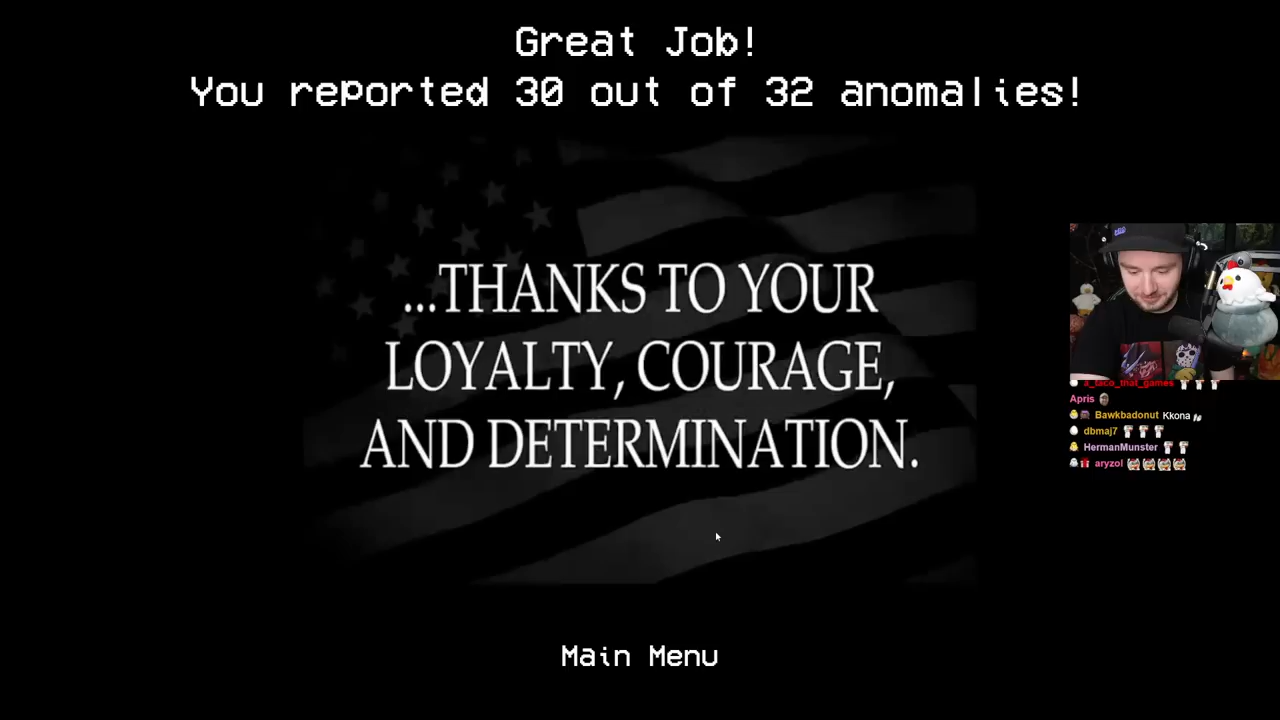 Great Job!
You reported 30 out of 32 anomalies!
...THANKS TO YOUR
LOYALTY, COURAGE,
AND DETERMINATION.
Main Menu
a_taco_that_games
Apris
Bawkbadonut Kkona
dbmaj7
HermanMunster
aryzol